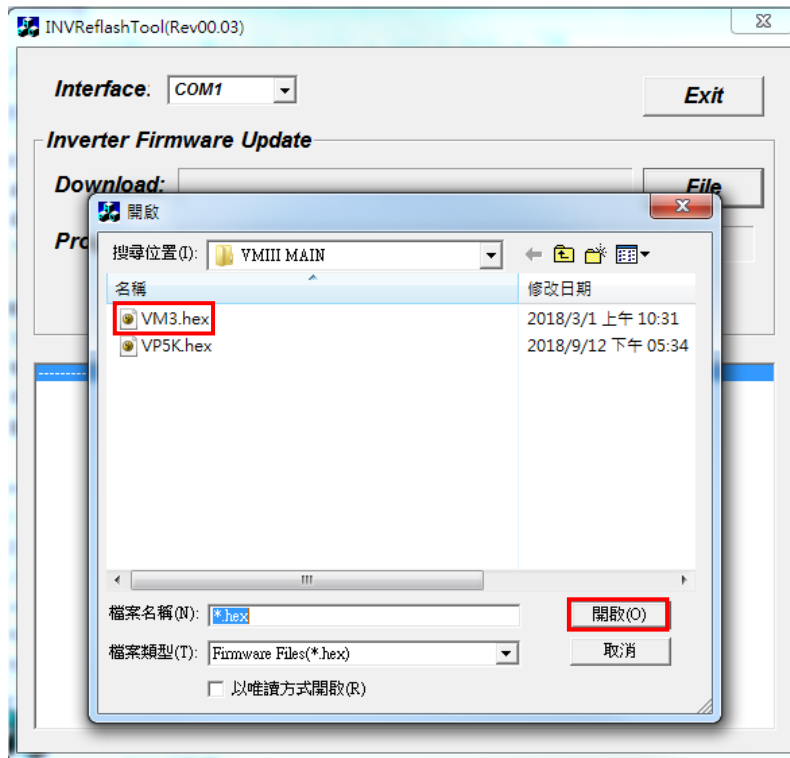 INVReflashTool(Rev00.03)
Interface: COM1
Exit
Inverter Firmware Update
Download:
File
開啟
搜尋位置(I): VMIII MAIN
名稱 修改日期
VM3.hex 2018/3/1 上午 10:31
VP5K.hex 2018/9/12 下午 05:34
檔案名稱(N): *.hex
開啟(O)
檔案類型(T): Firmware Files(*.hex)
取消
以唯讀方式開啟(R)